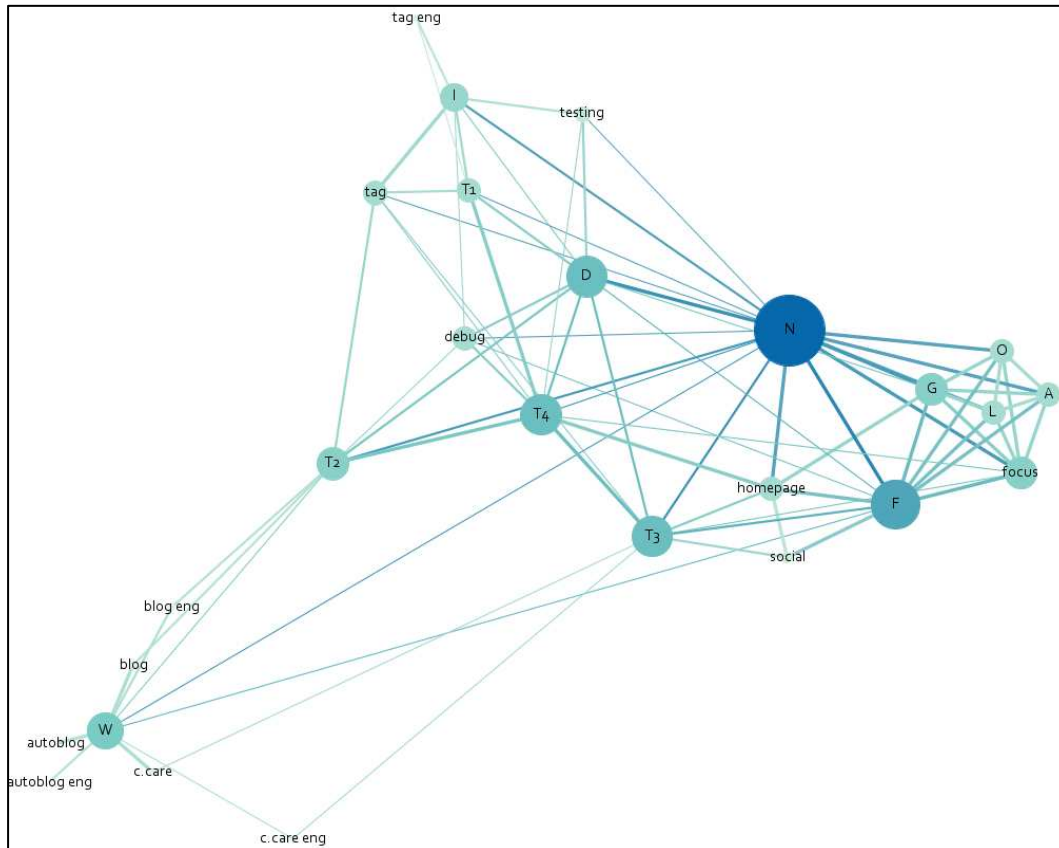 tag eng
I
testing
tag
T1
D
N
debug
O
G
A
L
T4
T2
focus
homepage
F
T3
social
blog eng
blog
W
autoblog
c.care
autoblog eng
c.care eng